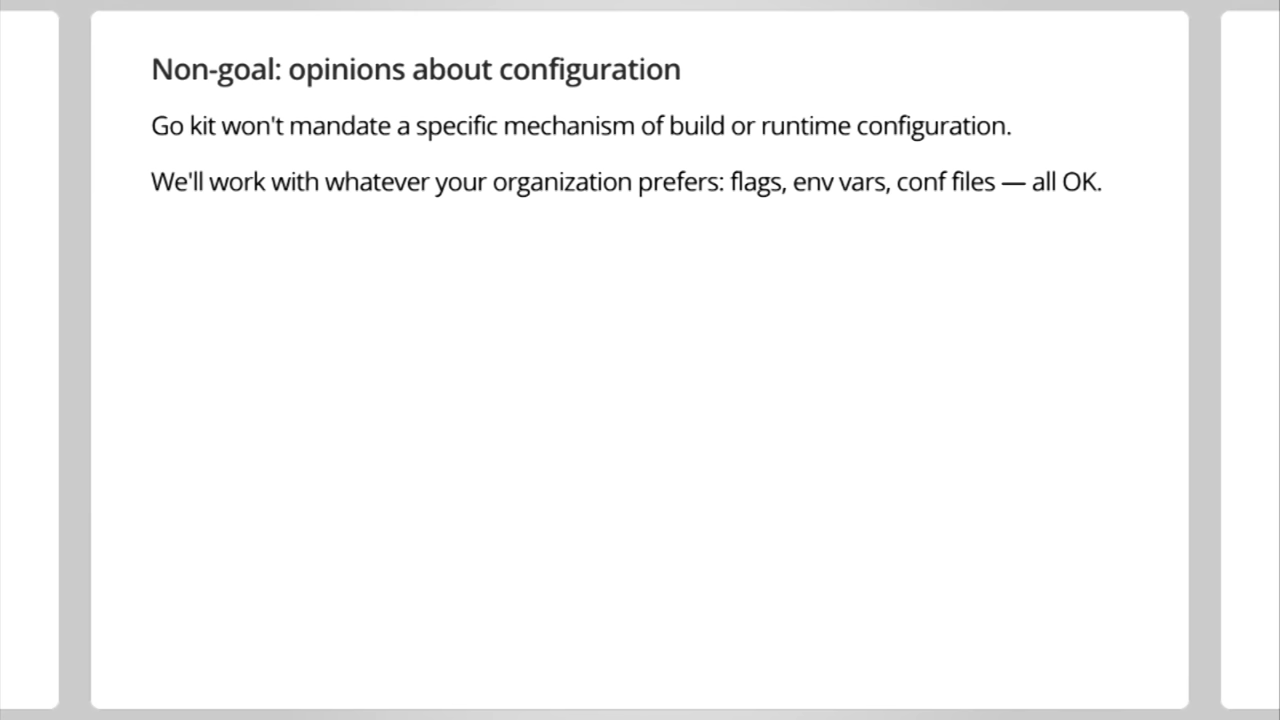 Non-goal: opinions about configuration
Go kit won't mandate a specific mechanism of build or runtime configuration.
We'll work with whatever your organization prefers: flags, env vars, conf files — all OK.